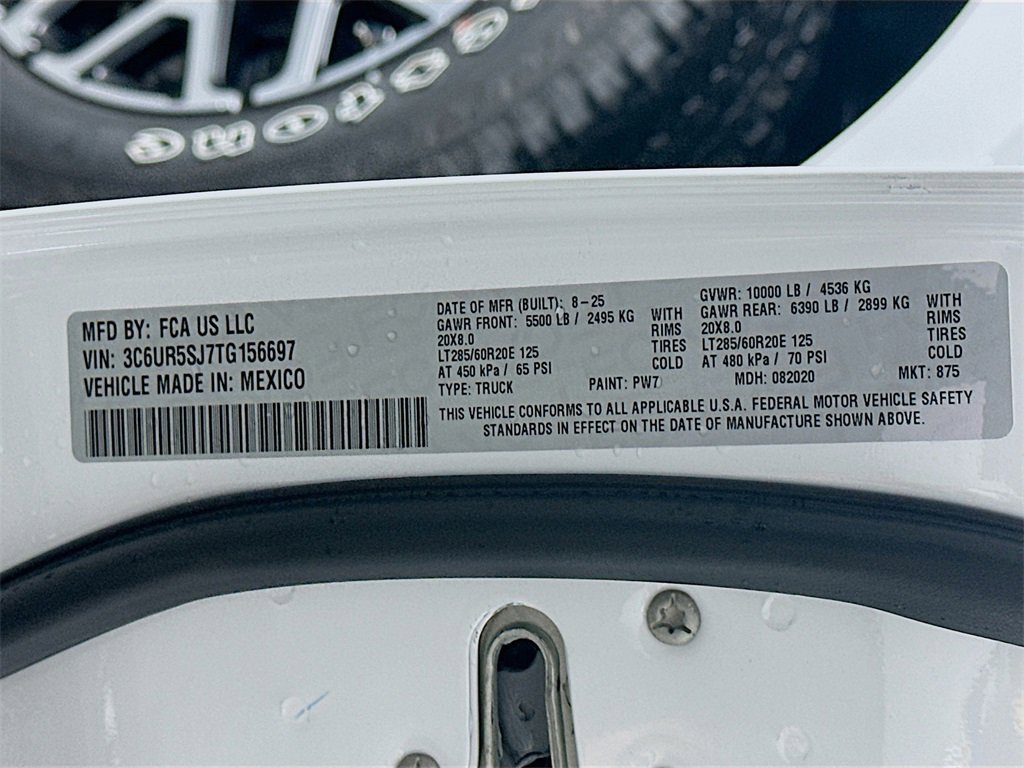 MFD BY: FCA US LLC
VIN: 3C6UR5SJ7TG156697
VEHICLE MADE IN: MEXICO
DATE OF MFR (BUILT): 8-25
GAWR FRONT: 5500 LB / 2495 KG
20X8.0
LT285/60R20E 125
AT 450 kPa / 65 PSI
WITH
RIMS
TIRES
COLD
GVWR: 10000 LB / 4536 KG
GAWR REAR: 6390 LB / 2899 KG
20X8.0
LT285/60R20E 125
AT 480 kPa / 70 PSI
WITH
RIMS
TIRES
COLD
TYPE: TRUCK PAINT: PW7 MDH: 082020 MKT: 875
THIS VEHICLE CONFORMS TO ALL APPLICABLE U.S.A. FEDERAL MOTOR VEHICLE SAFETY
STANDARDS IN EFFECT ON THE DATE OF MANUFACTURE SHOWN ABOVE.